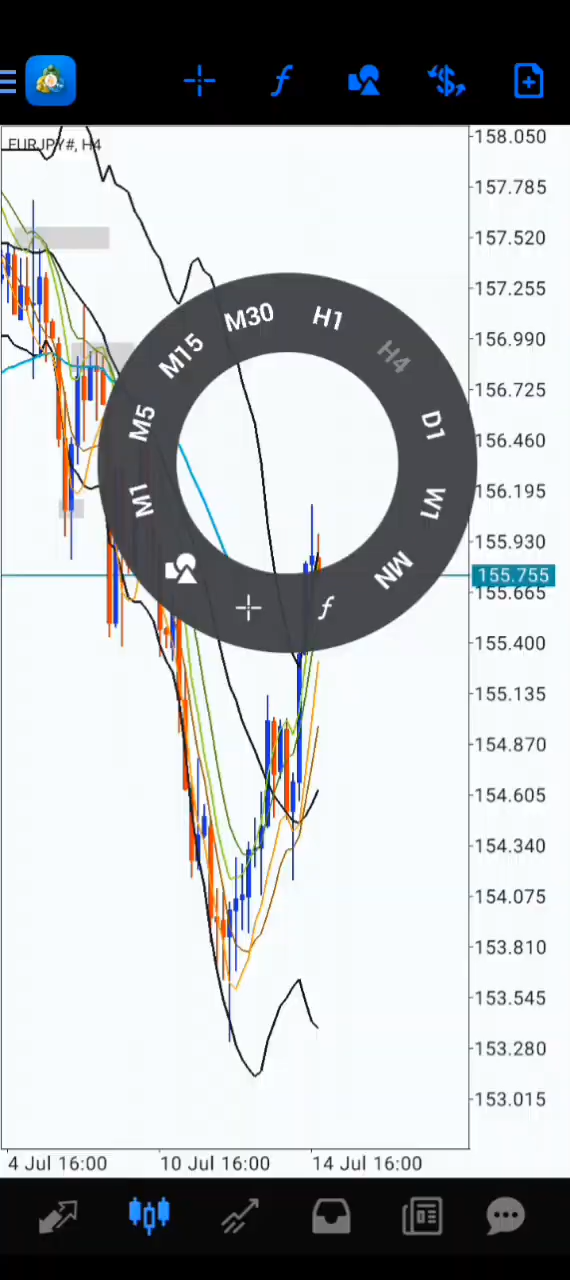 EURJPY#, H4
158.050
157.785
157.520
157.255
156.990
156.725
156.460
156.195
155.930
155.755
155.665
155.400
155.135
154.870
154.605
154.340
154.075
153.810
153.545
153.280
153.015
M1
M5
M15
M30
H1
H4
D1
W1
MN
f
f
$
4 Jul 16:00
10 Jul 16:00
14 Jul 16:00